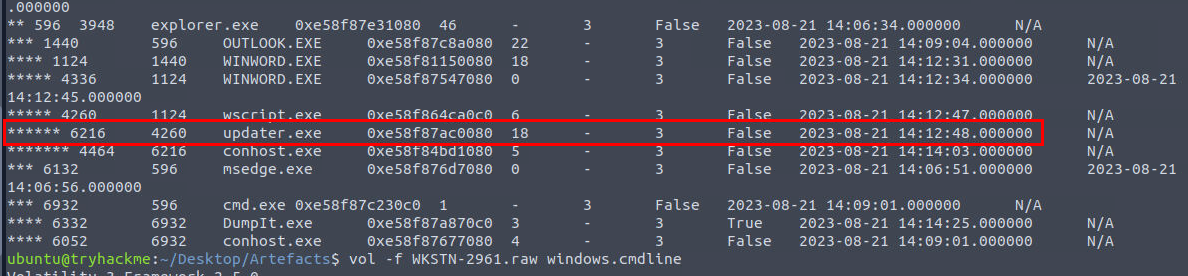 .000000
** 596 3948 explorer.exe 0xe58f87e31080 46 - 3 False 2023-08-21 14:06:34.000000 N/A
*** 1440 596 OUTLOOK.EXE 0xe58f87c8a080 22 - 3 False 2023-08-21 14:09:04.000000 N/A
**** 1124 1440 WINWORD.EXE 0xe58f81150080 18 - 3 False 2023-08-21 14:12:31.000000 N/A
***** 4336 1124 WINWORD.EXE 0xe58f87547080 0 - 3 False 2023-08-21 14:12:34.000000 2023-08-21
14:12:45.000000
***** 4260 1124 wscript.exe 0xe58f864ca0c0 6 - 3 False 2023-08-21 14:12:47.000000 N/A
****** 6216 4260 updater.exe 0xe58f87ac0080 18 - 3 False 2023-08-21 14:12:48.000000 N/A
******* 4464 6216 conhost.exe 0xe58f84bd1080 5 - 3 False 2023-08-21 14:14:03.000000 N/A
*** 6132 596 msedge.exe 0xe58f876d7080 0 - 3 False 2023-08-21 14:06:51.000000 2023-08-21
14:06:56.000000
*** 6932 596 cmd.exe 0xe58f87c230c0 1 - 3 False 2023-08-21 14:09:01.000000 N/A
**** 6332 6932 DumpIt.exe 0xe58f87a870c0 3 - 3 True 2023-08-21 14:14:25.000000 N/A
**** 6052 6932 conhost.exe 0xe58f87677080 4 - 3 False 2023-08-21 14:09:01.000000 N/A
ubuntu@tryhackme:~/Desktop/Artefacts$ vol -f WKSTN-2961.raw windows.cmdline
Volatility 3 Framework 2.5.0